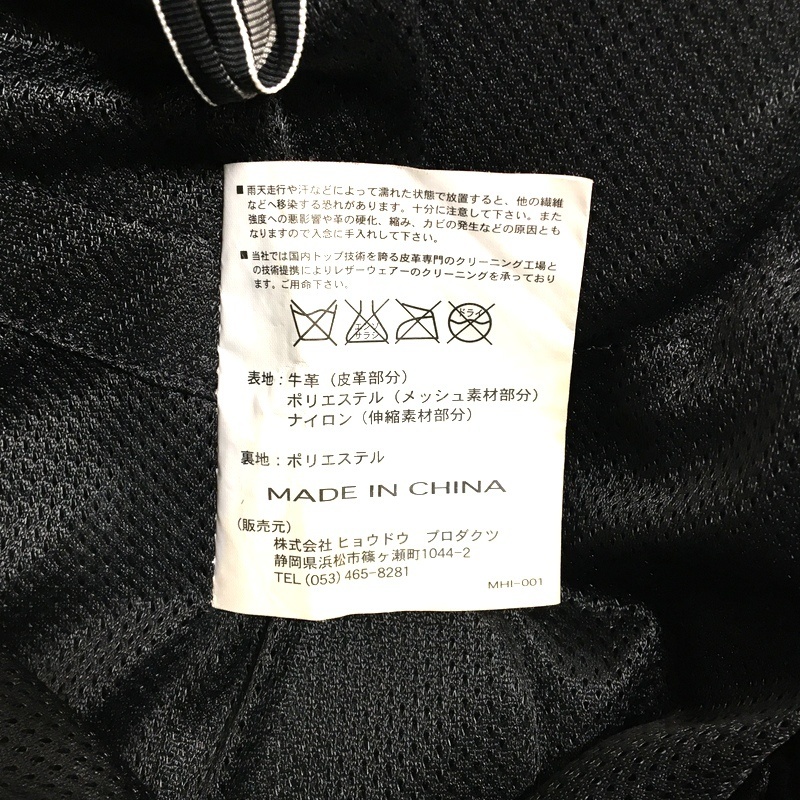 ■雨天走行や汗などによって濡れた状態で放置すると、他の繊維
などへ移染する恐れがあります。十分に注意して下さい。また
強度への悪影響や革の硬化、縮み、カビの発生などの原因とも
なりますので入念に手入れして下さい。
■当社では国内トップ技術を誇る皮革専門のクリーニング工場と
の技術提携によりレザーウェアーのクリーニングを承っており
ます。ご用命下さい。
エンソサラシ ドライ
表地：牛革（皮革部分）
ポリエステル（メッシュ素材部分）
ナイロン（伸縮素材部分）
裏地：ポリエステル
MADE IN CHINA
（販売元）
株式会社 ヒョウドウ プロダクツ
静岡県浜松市篠ヶ瀬町1044-2
TEL (053) 465-8281
MHI-001